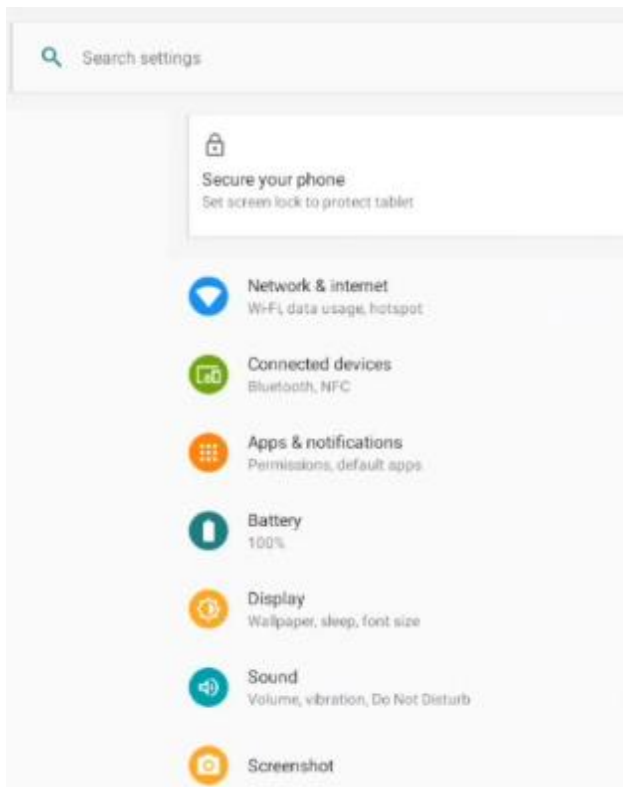 Search settings
Secure your phone
Set screen lock to protect tablet
Network & internet
Wi-Fi, data usage, hotspot
Connected devices
Bluetooth, NFC
Apps & notifications
Permissions, default apps
Battery
100%
Display
Wallpaper, sleep, font size
Sound
Volume, vibration, Do Not Disturb
Screenshot